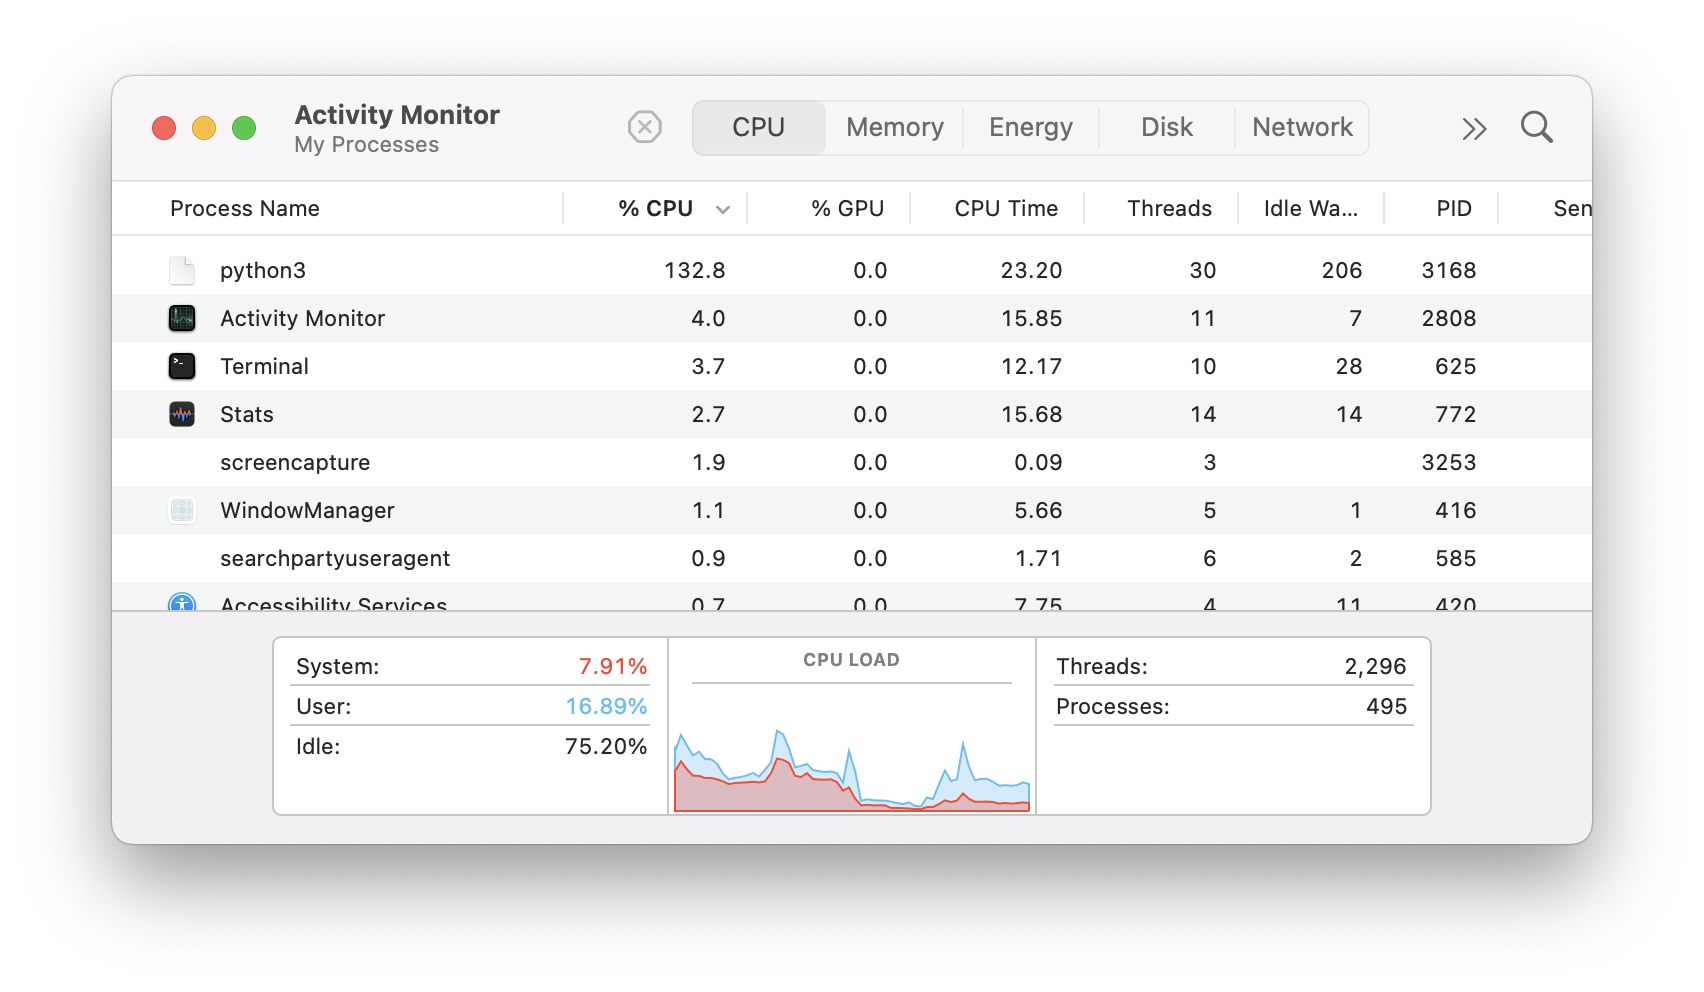 Activity Monitor
My Processes
CPU Memory Energy Disk Network
Process Name % CPU % GPU CPU Time Threads Idle Wa... PID Sen
python3 132.8 0.0 23.20 30 206 3168
Activity Monitor 4.0 0.0 15.85 11 7 2808
Terminal 3.7 0.0 12.17 10 28 625
Stats 2.7 0.0 15.68 14 14 772
screencapture 1.9 0.0 0.09 3 3253
WindowManager 1.1 0.0 5.66 5 1 416
searchpartyuseragent 0.9 0.0 1.71 6 2 585
Accessibility Services 0.7 0.0 7.75 4 11 420
System: 7.91%
User: 16.89%
Idle: 75.20%
CPU LOAD
Threads: 2,296
Processes: 495